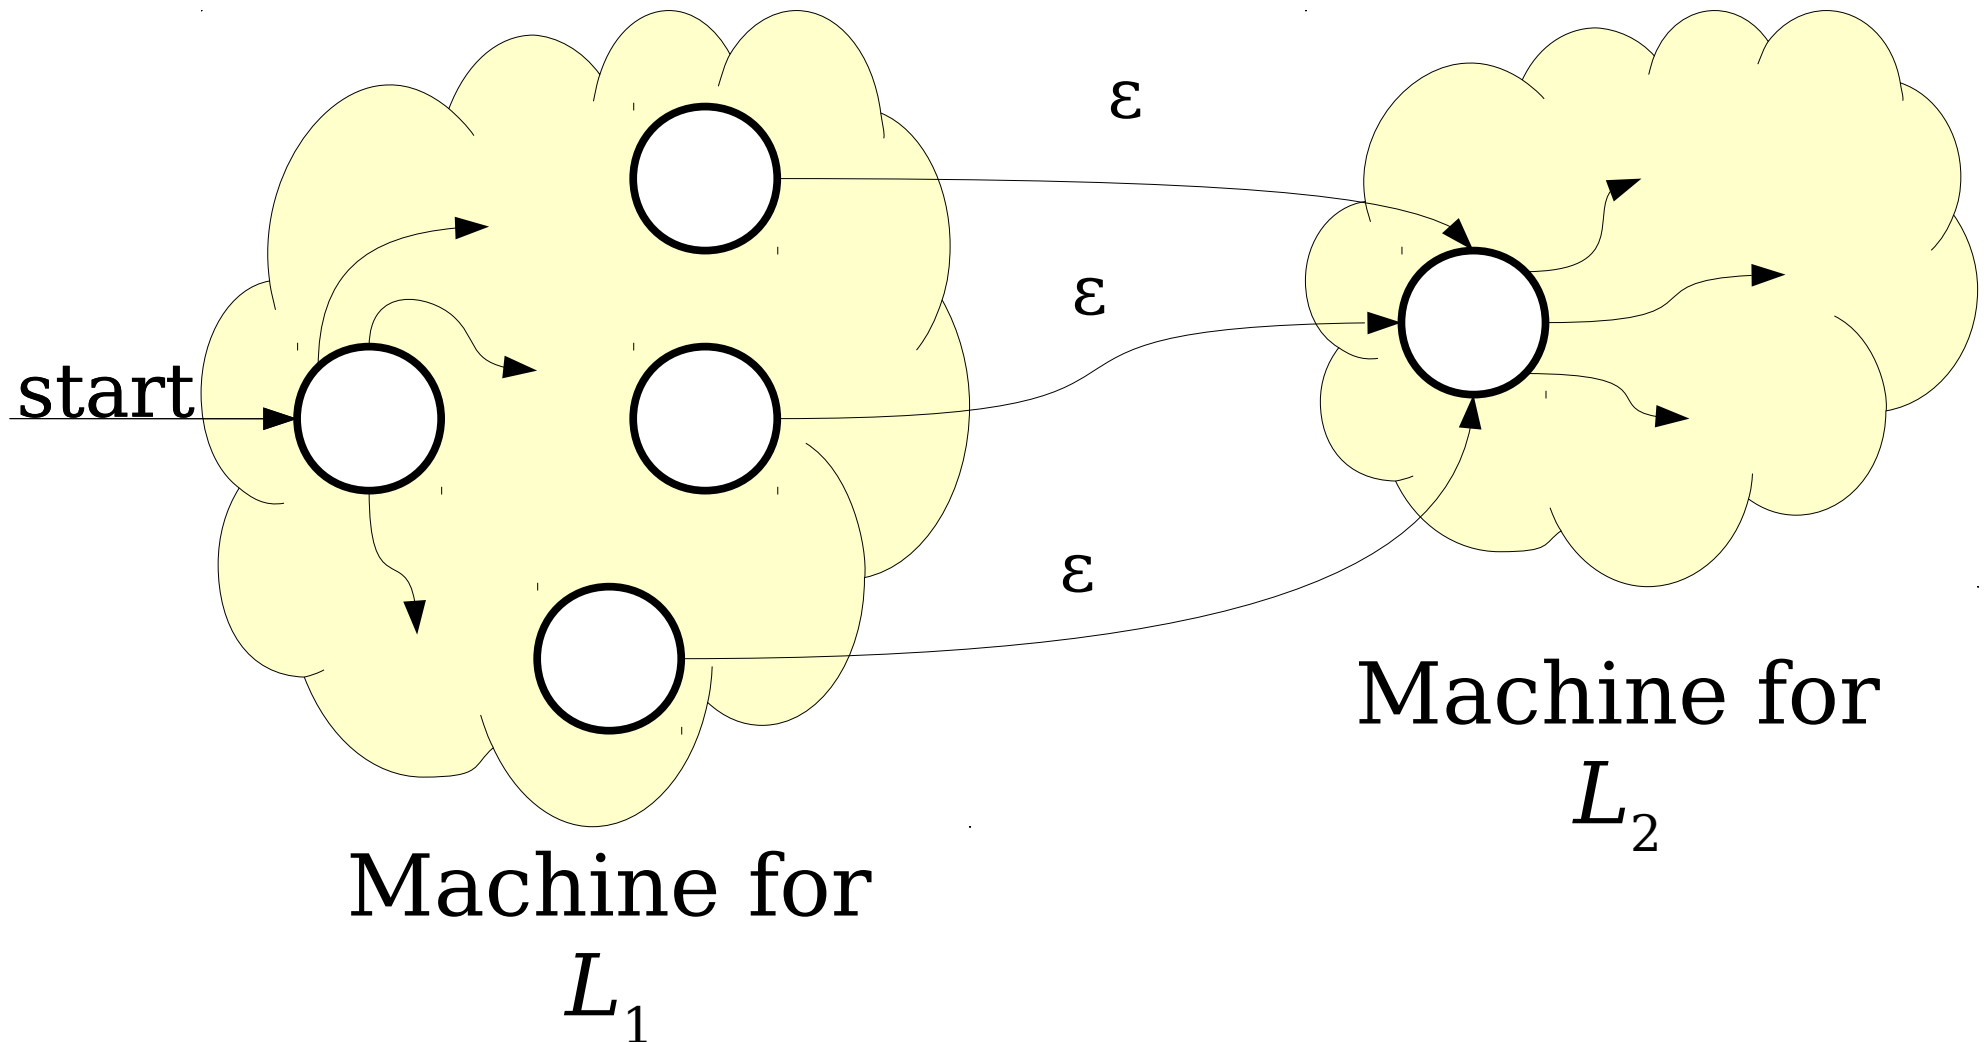 ε
ε
start
ε
Machine for
L₂
Machine for
L₁